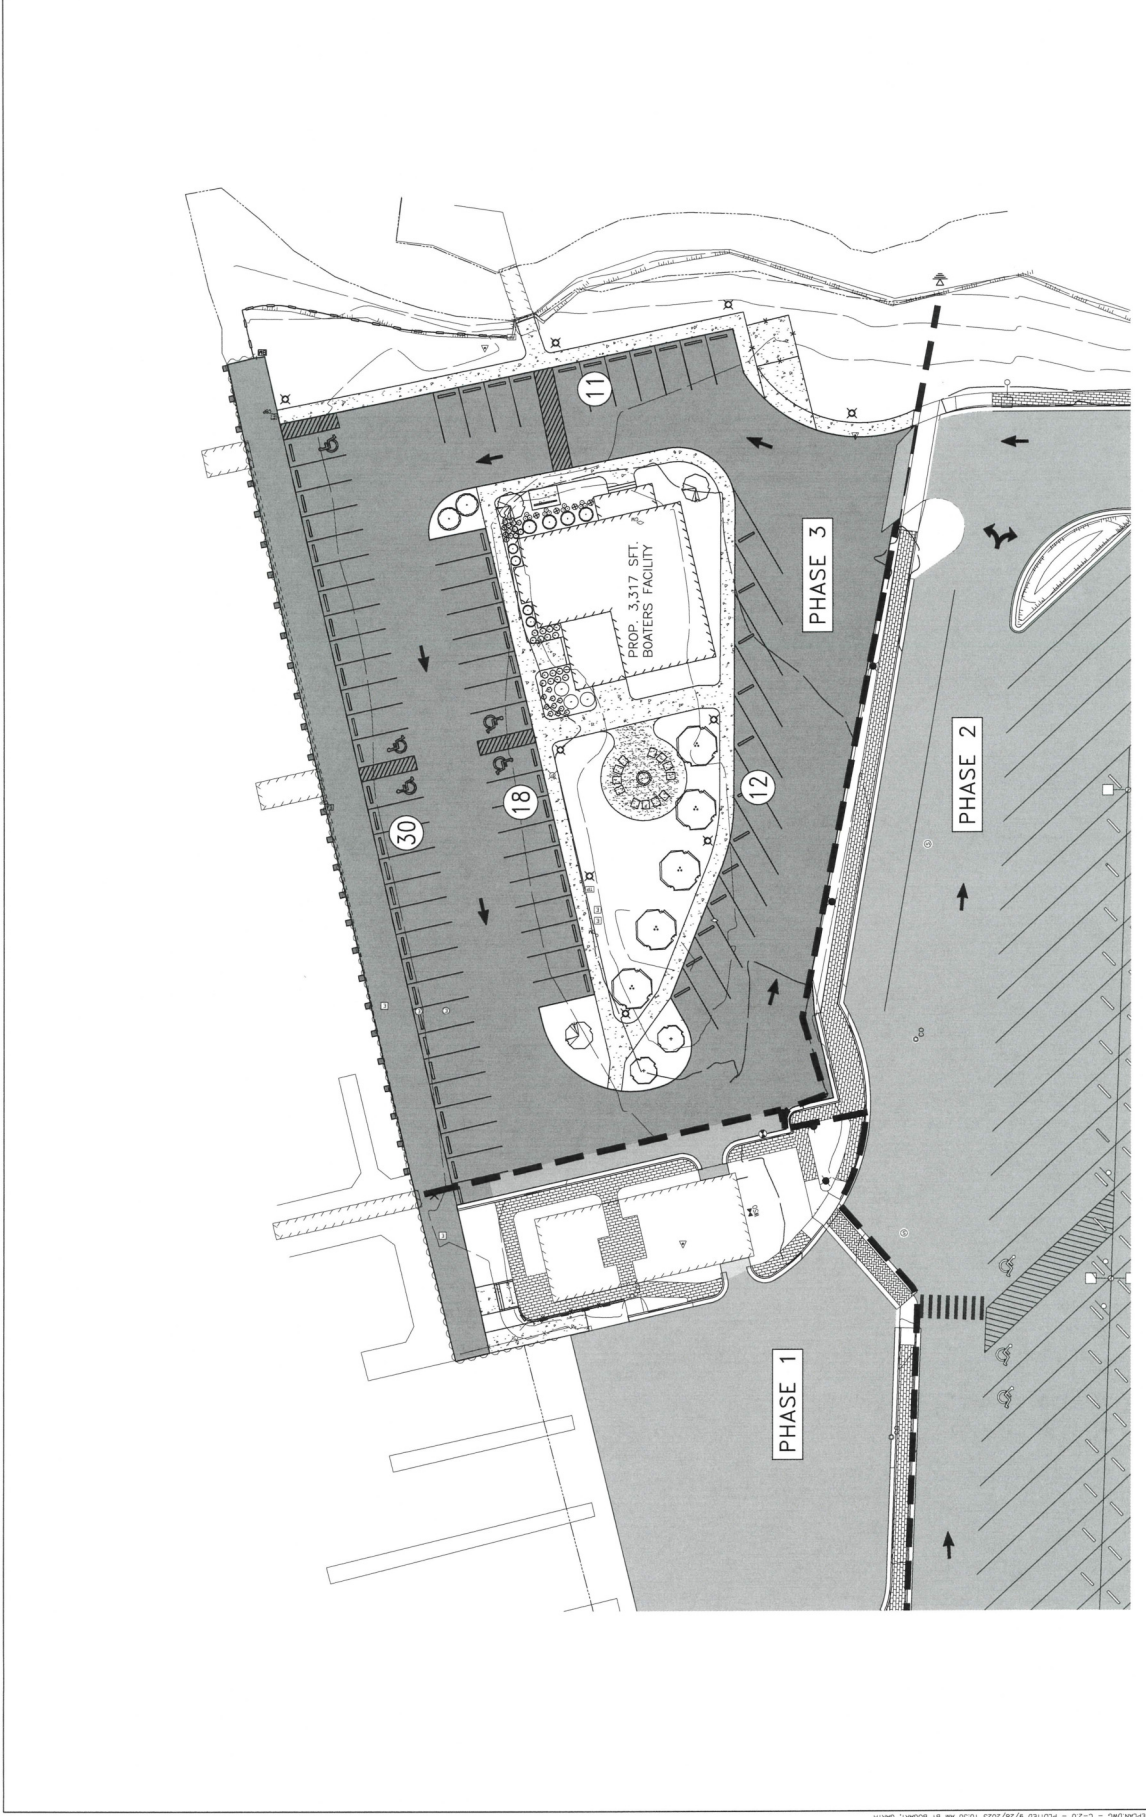 11
30
18
12
PROP. 3,317 SFT.
BOATERS FACILITY
PHASE 3
PHASE 2
PHASE 1